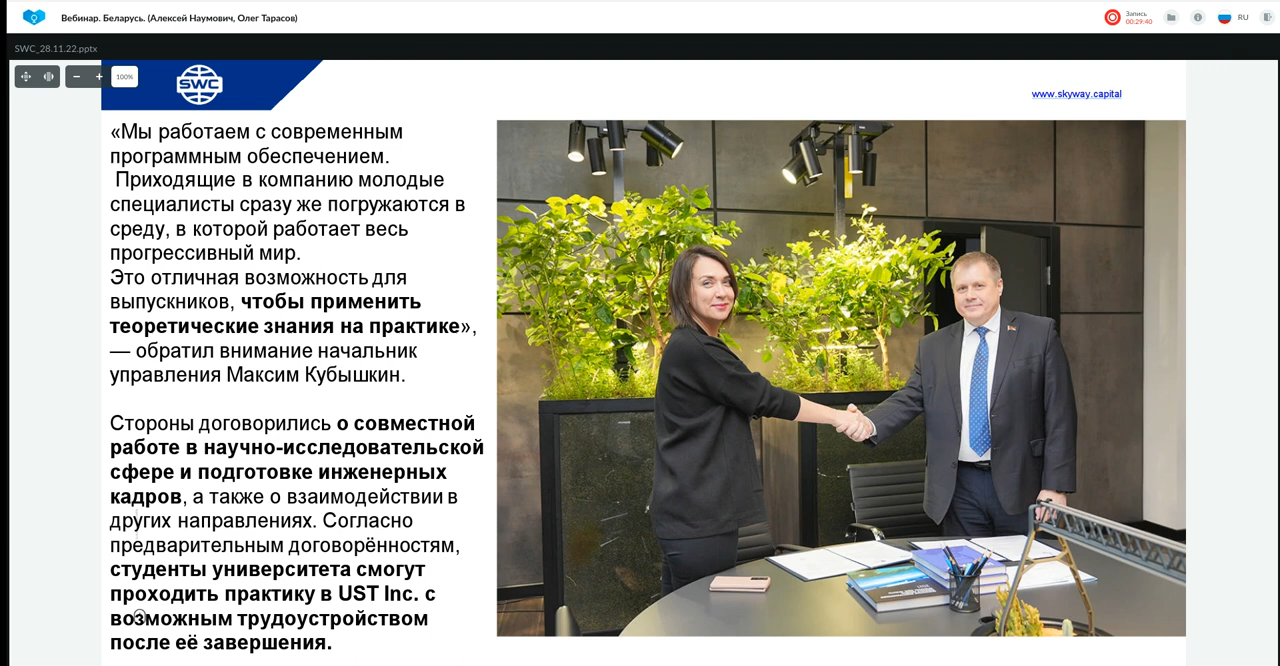 Вебинар. Беларусь. (Алексей Наумович, Олег Тарасов)
Запись
00:29:40
RU
SWC_28.11.22.pptx
100%
SWC
www.skyway.capital
«Мы работаем с современным
программным обеспечением.
Приходящие в компанию молодые
специалисты сразу же погружаются в
среду, в которой работает весь
прогрессивный мир.
Это отличная возможность для
выпускников, чтобы применить
теоретические знания на практике»,
— обратил внимание начальник
управления Максим Кубышкин.
Стороны договорились о совместной
работе в научно-исследовательской
сфере и подготовке инженерных
кадров, а также о взаимодействии в
других направлениях. Согласно
предварительным договорённостям,
студенты университета смогут
проходить практику в UST Inc. с
возможным трудоустройством
после её завершения.